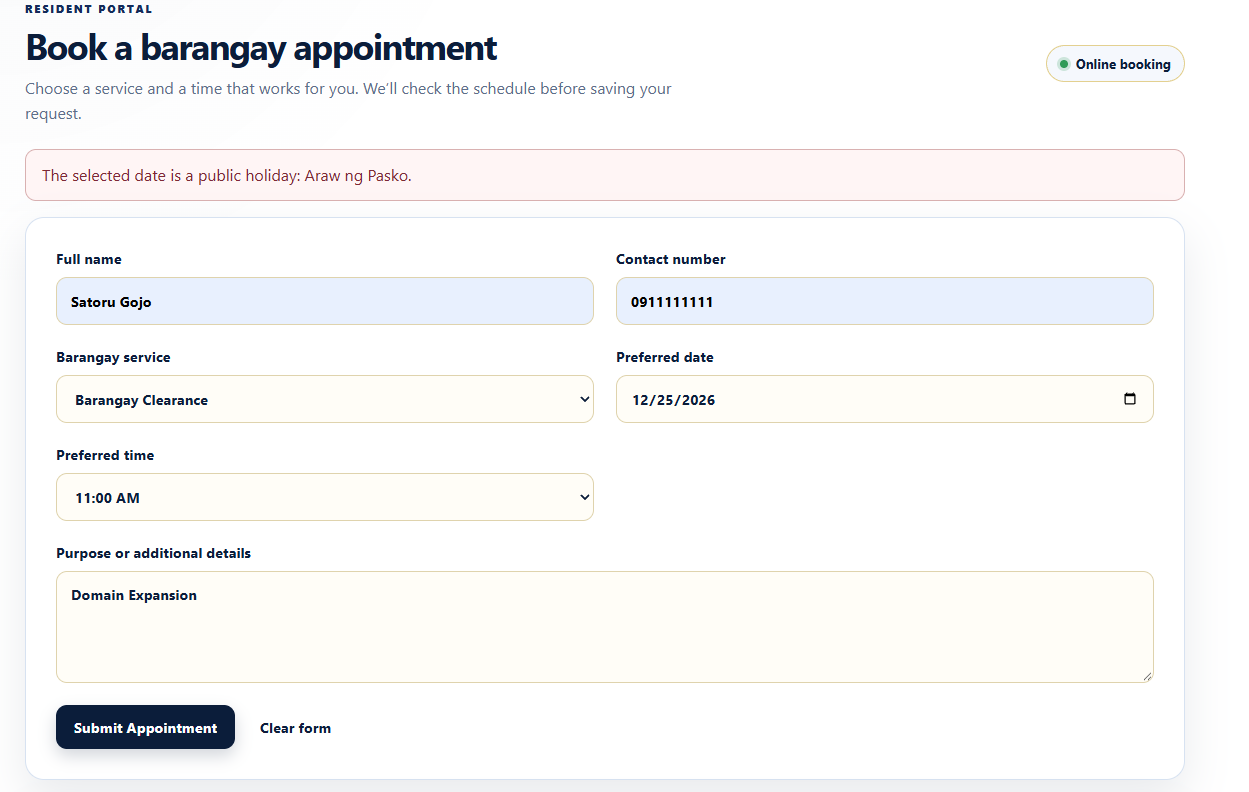 RESIDENT PORTAL
Book a barangay appointment
Online booking
Choose a service and a time that works for you. We'll check the schedule before saving your
request.
The selected date is a public holiday: Araw ng Pasko.
Full name
Contact number
Satoru Gojo
0911111111
Barangay service
Preferred date
Barangay Clearance
12/25/2026
Preferred time
11:00 AM
Purpose or additional details
Domain Expansion
Submit Appointment
Clear form